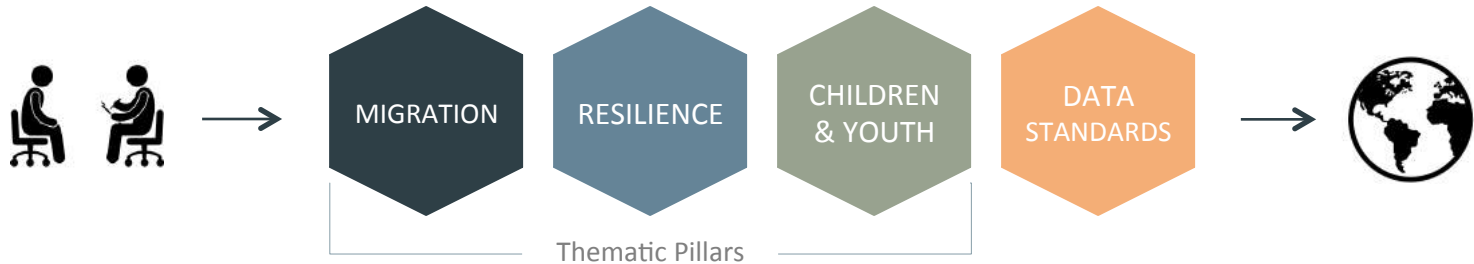 MIGRATION
RESILIENCE
CHILDREN
& YOUTH
DATA
STANDARDS
Thematic Pillars